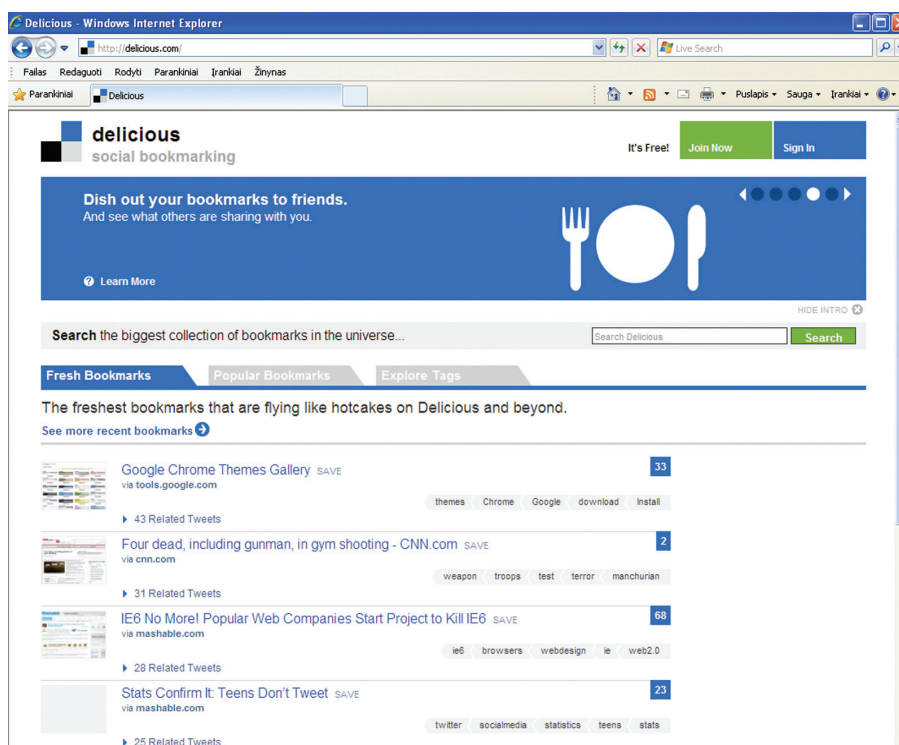 Delicious - Windows Internet Explorer
http://delicious.com/
Live Search
Failas Redaguoti Rodyti Parankiniai Įrankiai Žinynas
Parankiniai Delicious Puslapis Sauga Įrankiai
delicious
social bookmarking
It's Free! Join Now Sign In
Dish out your bookmarks to friends.
And see what others are sharing with you.
Learn More
HIDE INTRO
Search the biggest collection of bookmarks in the universe... Search Delicious Search
Fresh Bookmarks Popular Bookmarks Explore Tags
The freshest bookmarks that are flying like hotcakes on Delicious and beyond.
See more recent bookmarks
Google Chrome Themes Gallery SAVE 33
via tools.google.com
themes Chrome Google download Install
43 Related Tweets
Four dead, including gunman, in gym shooting - CNN.com SAVE 2
via cnn.com
weapon troops test terror manchurian
31 Related Tweets
IE6 No More! Popular Web Companies Start Project to Kill IE6 SAVE 68
via mashable.com
ie6 browsers webdesign ie web2.0
28 Related Tweets
Stats Confirm It: Teens Don't Tweet SAVE 23
via mashable.com
twitter socialmedia statistics teens stats
25 Related Tweets